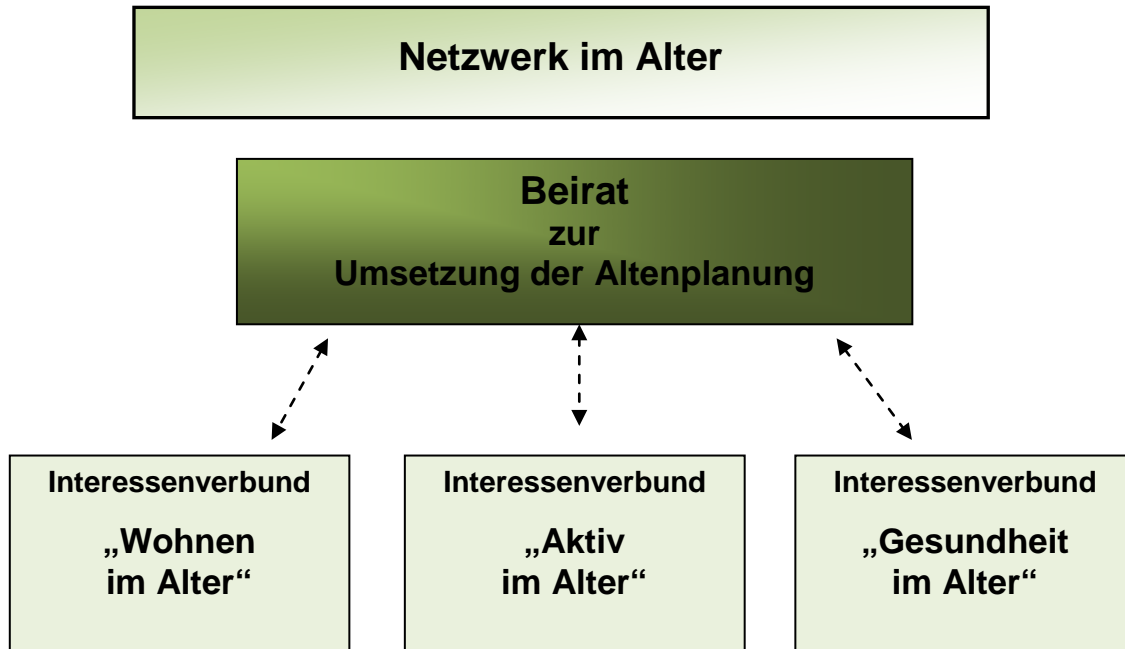 Netzwerk im Alter
Beirat
zur
Umsetzung der Altenplanung
Interessenverbund
„Wohnen
im Alter“
Interessenverbund
„Aktiv
im Alter“
Interessenverbund
„Gesundheit
im Alter“